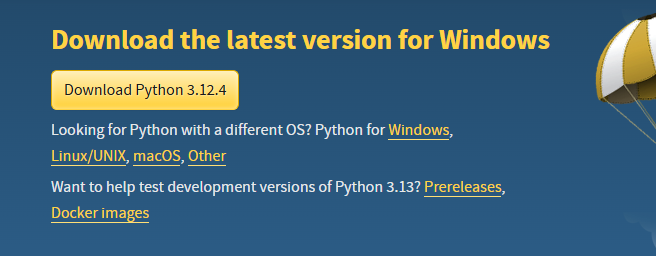 Download the latest version for Windows
Download Python 3.12.4
Looking for Python with a different OS? Python for Windows,
Linux/UNIX, macOS, Other
Want to help test development versions of Python 3.13? Prereleases,
Docker images